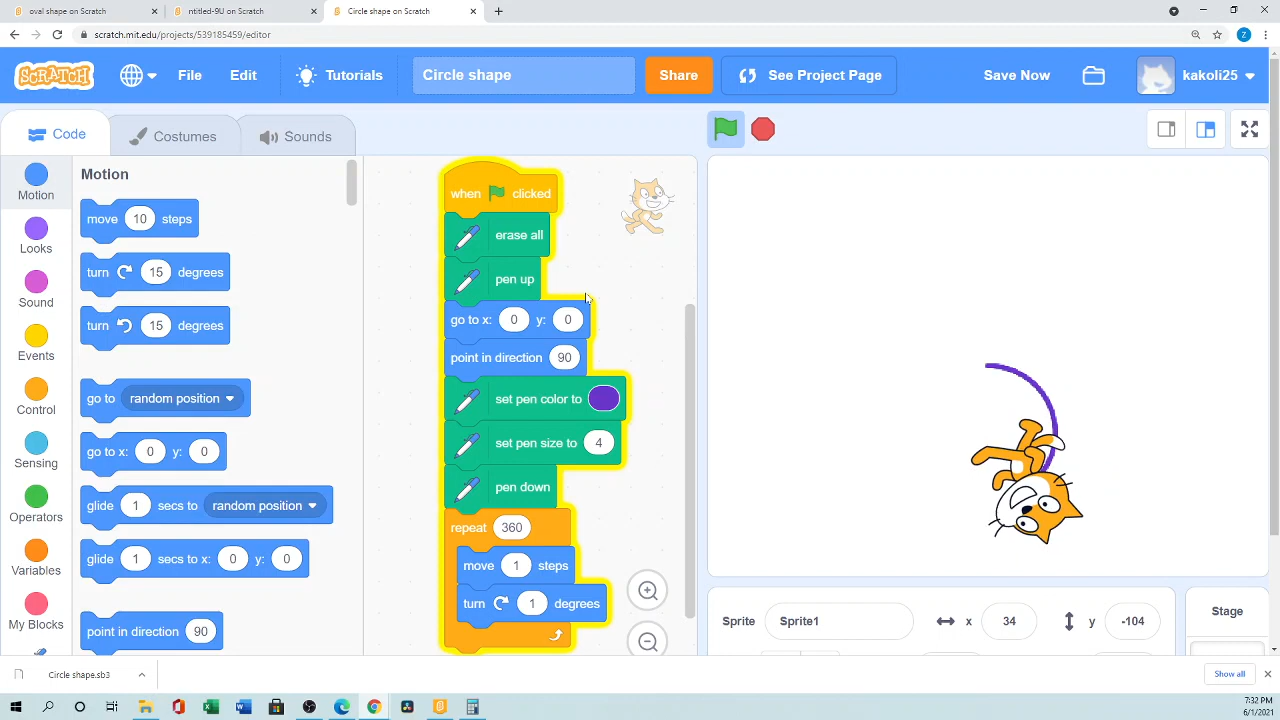 oval shape on Scratch
ntitled-9U on Scratch
Circle shape on Scratch
scratch.mit.edu/projects/539185459/editor
Z
SCRATCH
File
Edit
Tutorials
Circle shape
Share
See Project Page
Save Now
kakoli25
Code
Costumes
Sounds
Motion
Looks
Sound
Events
Control
Sensing
Operators
Variables
My Blocks
Motion
move 10 steps
turn 15 degrees
turn 15 degrees
go to random position
go to x: 0 y: 0
glide 1 secs to random position
glide 1 secs to x: 0 y: 0
point in direction 90
when clicked
erase all
pen up
go to x: 0 y: 0
point in direction 90
set pen color to
set pen size to 4
pen down
repeat 360
move 1 steps
turn 1 degrees
Sprite Sprite1 x 34 y -104
Stage
Circle shape.sb3
Show all
7:32 PM
6/1/2021